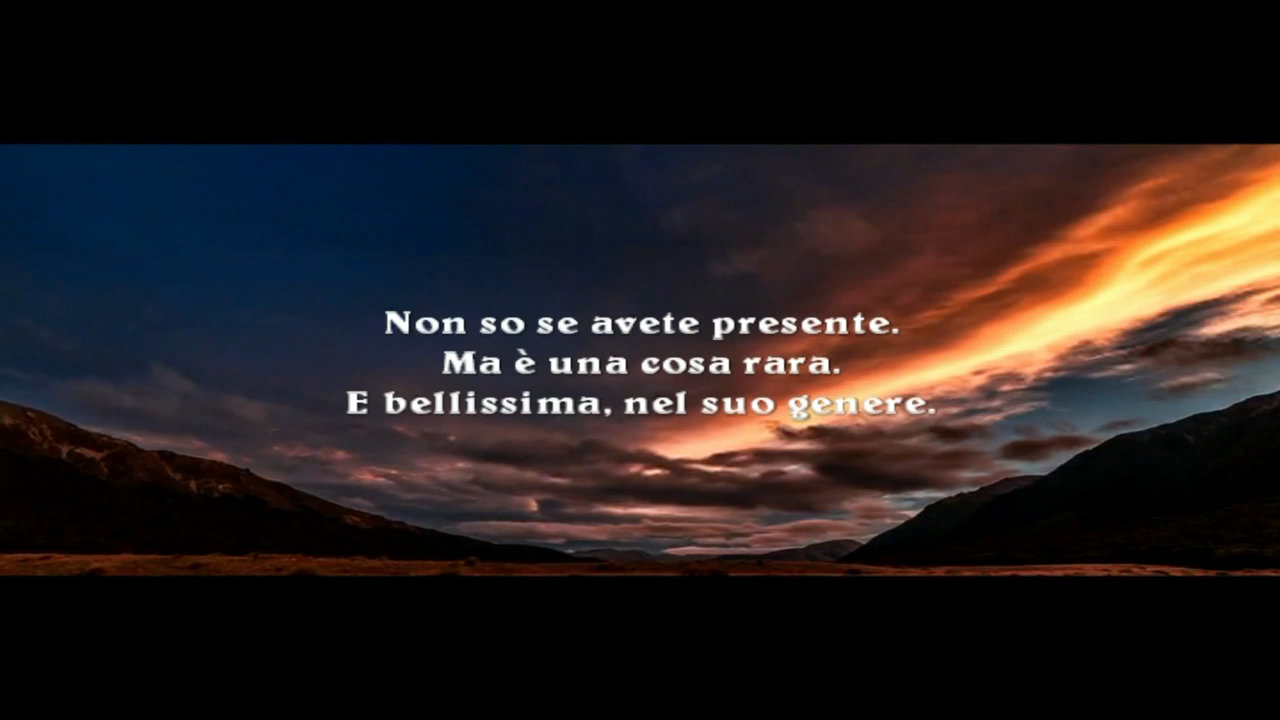 Non so se avete presente.
Ma è una cosa rara.
E bellissima, nel suo genere.